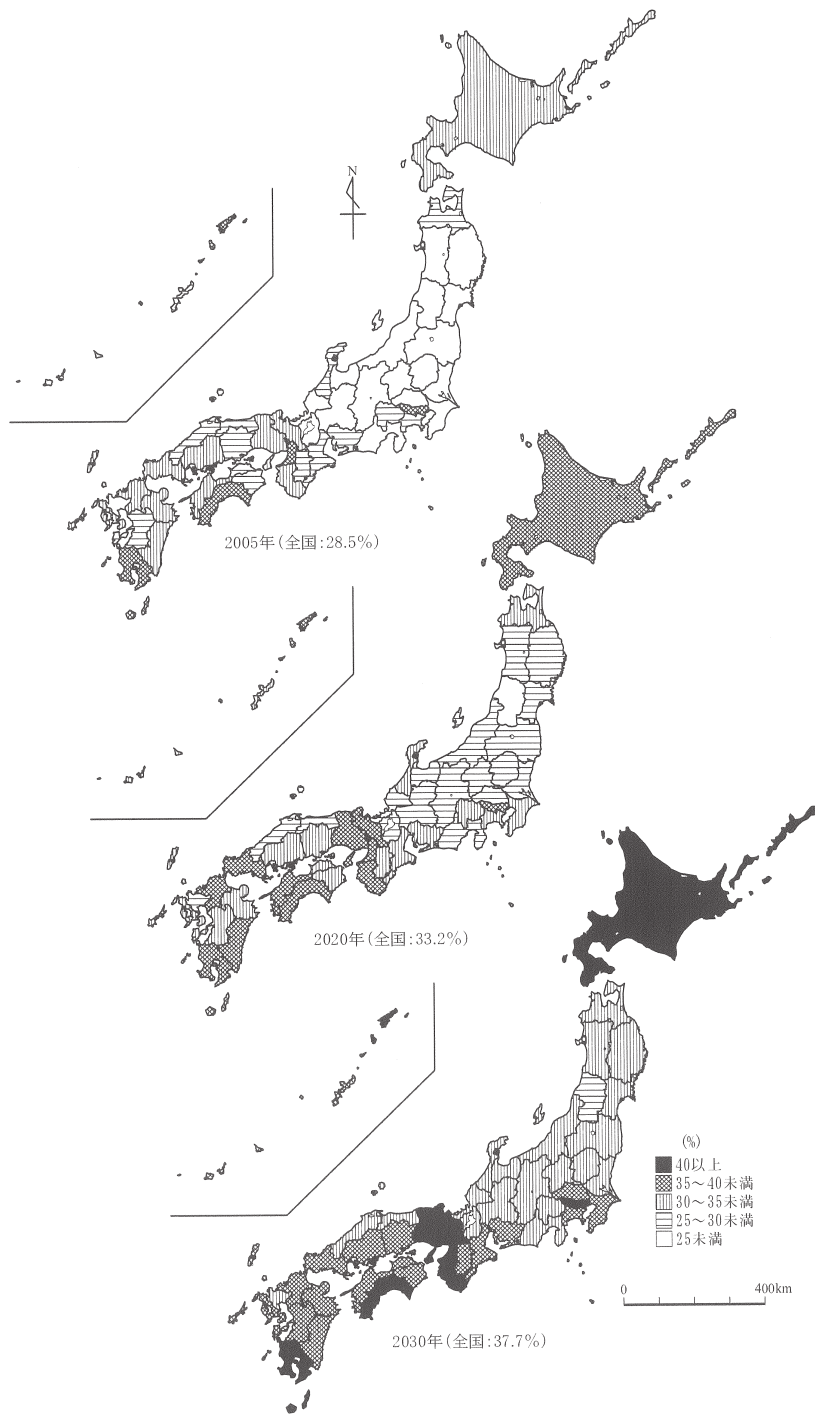 N
2005年(全国:28.5%)
2020年(全国:33.2%)
(%)
40以上
35～40未満
30～35未満
25～30未満
25未満
0 400km
2030年(全国:37.7%)